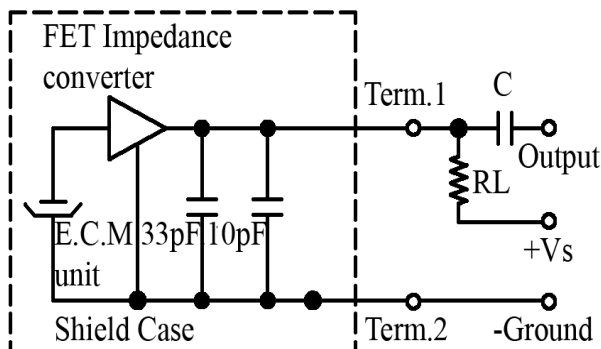 FET Impedance
converter
Term.1
C
Output
RL
+Vs
E.C.M 33pF 10pF
unit
Shield Case
Term.2
-Ground